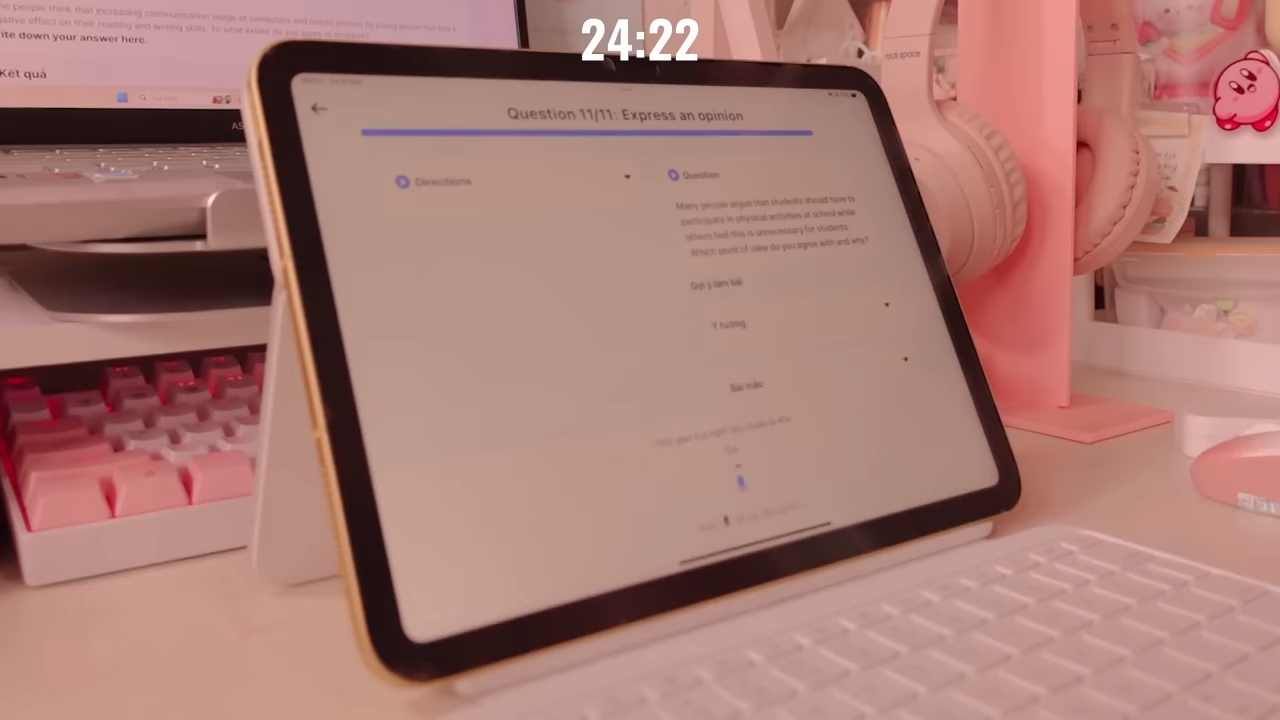 24:22
people think that increasing communication usage of computers and mobile phones by young people has had a
negative effect on their reading and writing skills. To what extent do you agree or disagree?
rite down your answer here.
Kết quả
AS
rock space
Question 11/11: Express an opinion
Directions
Question
Many people argue that students should have to
participate in physical activities at school while
others feel this is unnecessary for students.
Which point of view do you agree with and why?
Gợi ý làm bài
Ý tưởng
Bài mẫu